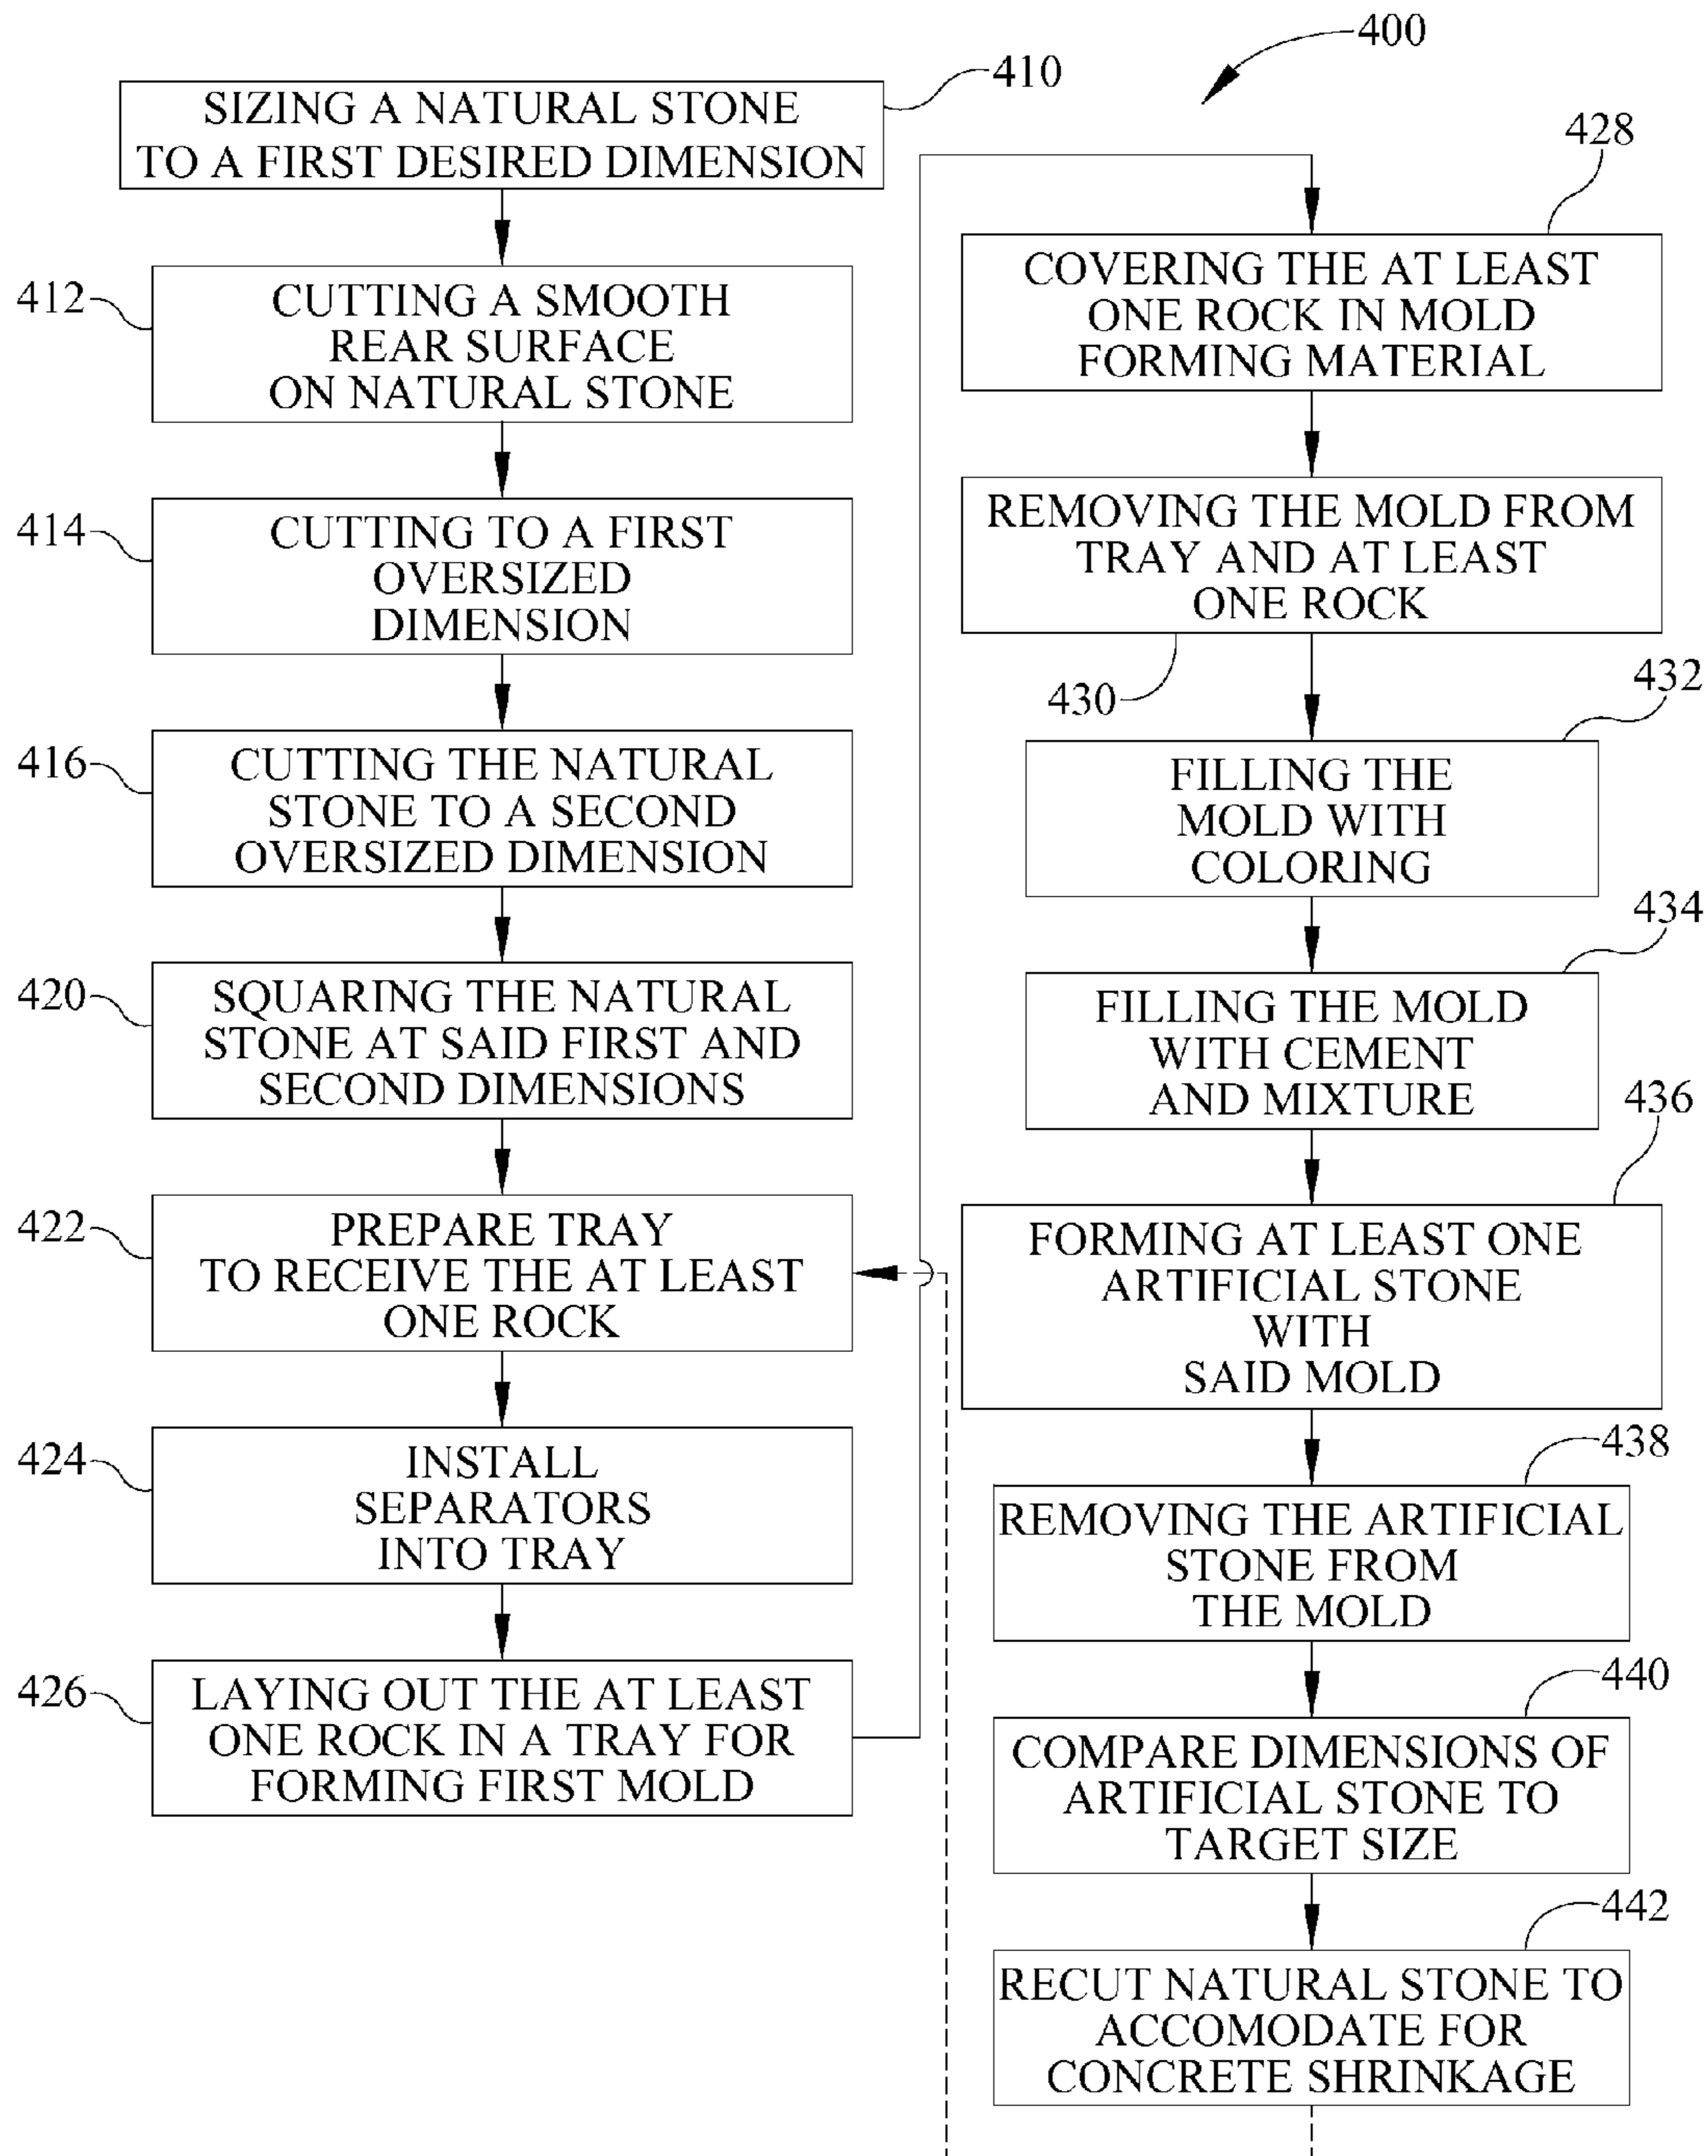 400
410
SIZING A NATURAL STONE
TO A FIRST DESIRED DIMENSION
412
CUTTING A SMOOTH
REAR SURFACE
ON NATURAL STONE
414
CUTTING TO A FIRST
OVERSIZED
DIMENSION
416
CUTTING THE NATURAL
STONE TO A SECOND
OVERSIZED DIMENSION
420
SQUARING THE NATURAL
STONE AT SAID FIRST AND
SECOND DIMENSIONS
422
PREPARE TRAY
TO RECEIVE THE AT LEAST
ONE ROCK
424
INSTALL
SEPARATORS
INTO TRAY
426
LAYING OUT THE AT LEAST
ONE ROCK IN A TRAY FOR
FORMING FIRST MOLD
428
COVERING THE AT LEAST
ONE ROCK IN MOLD
FORMING MATERIAL
REMOVING THE MOLD FROM
TRAY AND AT LEAST
ONE ROCK
430
432
FILLING THE
MOLD WITH
COLORING
434
FILLING THE MOLD
WITH CEMENT
AND MIXTURE
436
FORMING AT LEAST ONE
ARTIFICIAL STONE
WITH
SAID MOLD
438
REMOVING THE ARTIFICIAL
STONE FROM
THE MOLD
440
COMPARE DIMENSIONS OF
ARTIFICIAL STONE TO
TARGET SIZE
442
RECUT NATURAL STONE TO
ACCOMODATE FOR
CONCRETE SHRINKAGE